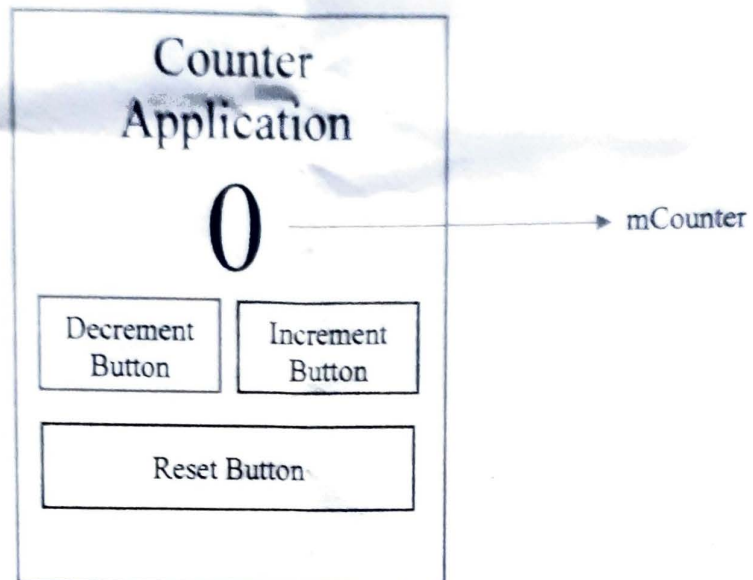 Counter
Application
0
mCounter
Decrement
Button
Increment
Button
Reset Button